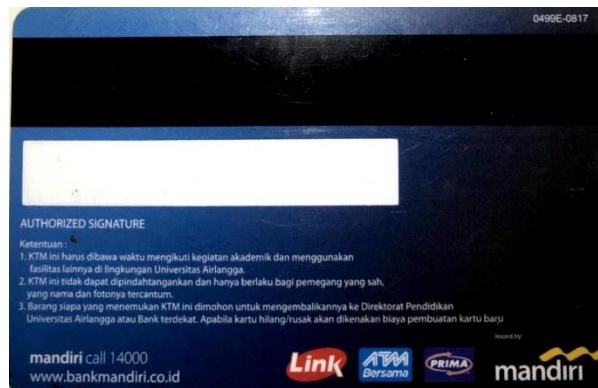 0499E-0817
AUTHORIZED SIGNATURE
Ketentuan :
1. KTM ini harus dibawa waktu mengikuti kegiatan akademik dan menggunakan
fasilitas lainnya di lingkungan Universitas Airlangga.
2. KTM ini tidak dapat dipindahtangankan dan hanya berlaku bagi pemegang yang sah,
yang nama dan fotonya tercantum.
3. Barang siapa yang menemukan KTM ini dimohon untuk mengembalikannya ke Direktorat Pendidikan
Universitas Airlangga atau Bank terdekat. Apabila kartu hilang/rusak akan dikenakan biaya pembuatan kartu baru
mandiri call 14000
www.bankmandiri.co.id
Link
ATM
Bersama
PRIMA
Issued by
mandiri